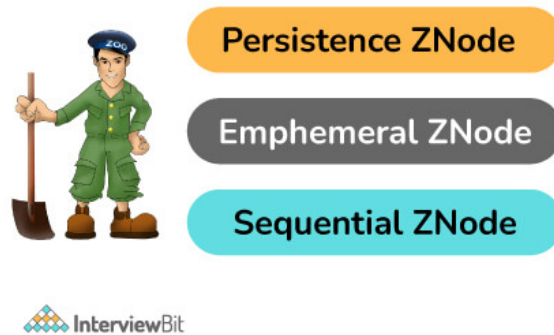 ZOO
Persistence ZNode
Emphemeral ZNode
Sequential ZNode
InterviewBit